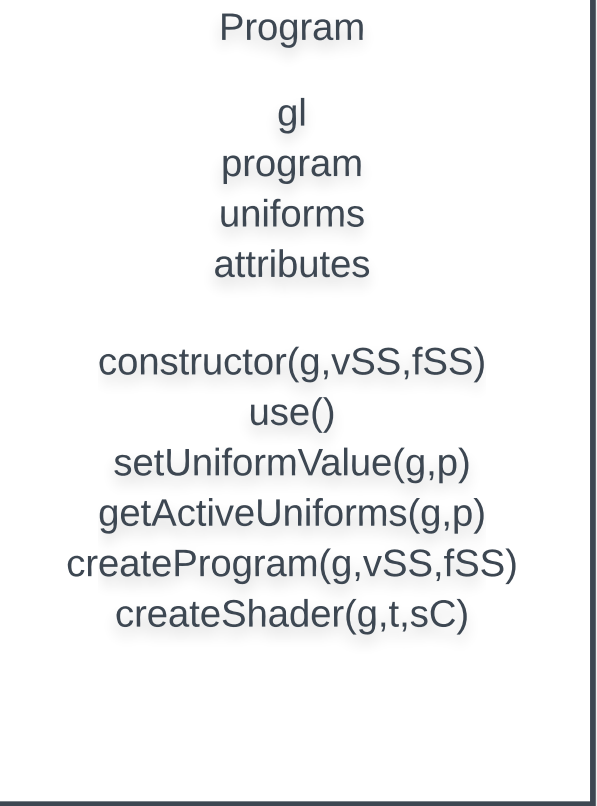 Program
gl
program
uniforms
attributes
constructor(g,vSS,fSS)
use()
setUniformValue(g,p)
getActiveUniforms(g,p)
createProgram(g,vSS,fSS)
createShader(g,t,sC)